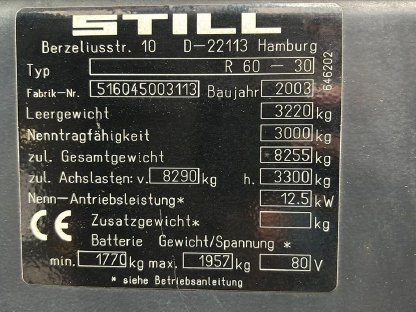 STILL
Berzeliusstr. 10 D-22113 Hamburg
Typ R 60 - 30
Fabrik-Nr. 516045003113 Baujahr 2003
Leergewicht 3220 kg
Nenntragfähigkeit 3000 kg
zul. Gesamtgewicht *8255 kg
zul. Achslasten: v. 8290 kg h. 3300 kg
Nenn-Antriebsleistung* 12.5 kW
CE Zusatzgewicht* kg
Batterie Gewicht/Spannung *
min. 1770 kg max. 1957 kg 80 V
* siehe Betriebsanleitung
646202